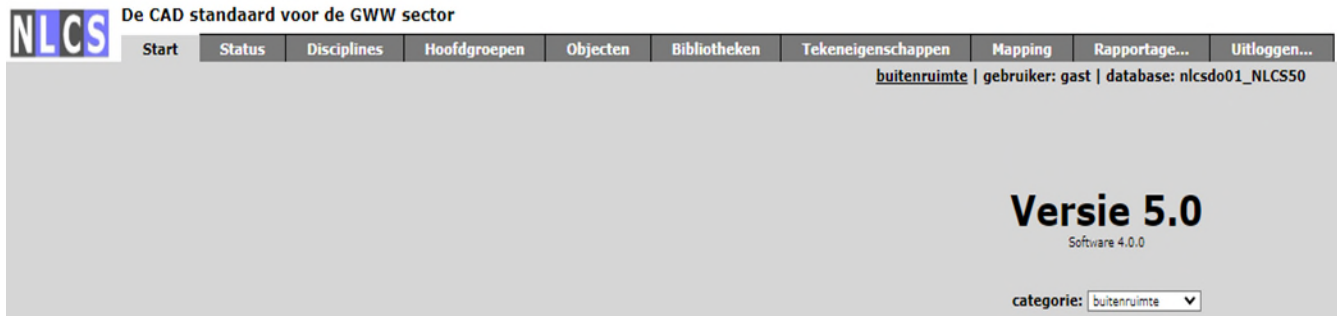 NLCS
De CAD standaard voor de GWW sector
Start Status Disciplines Hoofdgroepen Objecten Bibliotheken Tekeneigenschappen Mapping Rapportage... Uitloggen...
buitenruimte | gebruiker: gast | database: nlcsdo01_NLCS50
Versie 5.0
Software 4.0.0
categorie: buitenruimte